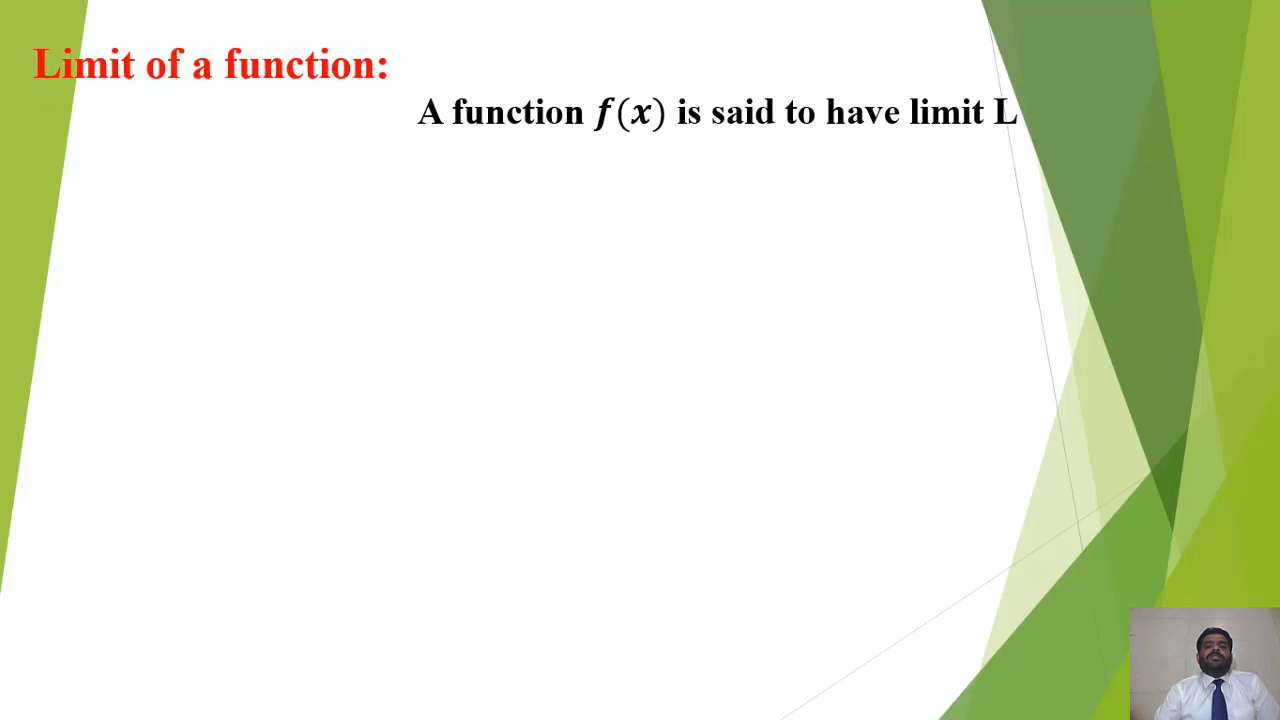 Limit of a function:
A function 𝒇(𝒙) is said to have limit L